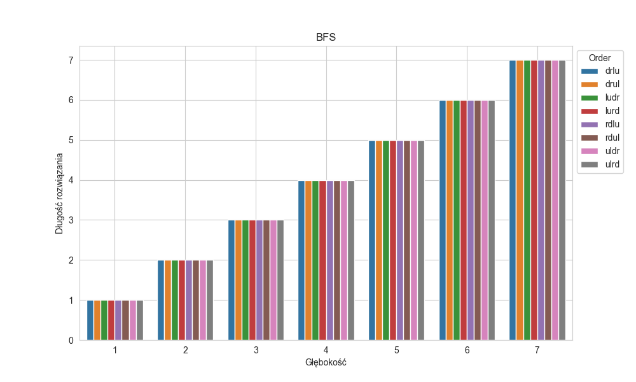 BFS
Długość rozwiązania
7
6
5
4
3
2
1
0
1 2 3 4 5 6 7
Głębokość
Order
drlu
drul
ludr
lurd
rdlu
rdul
uldr
ulrd